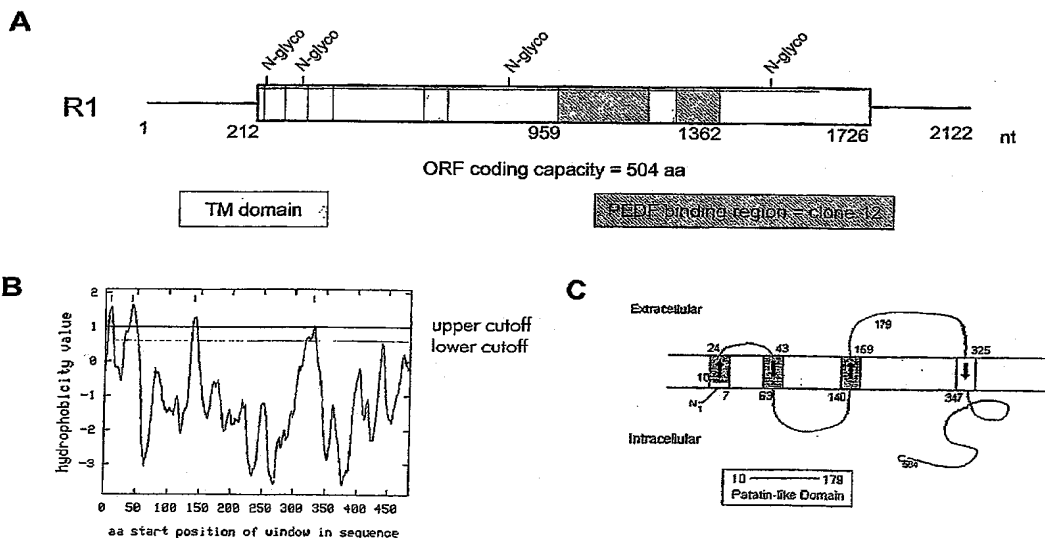 A
N-glyco
N-glyco
N-glyco
N-glyco
R1
1
212
959
1362
1726
2122
nt
ORF coding capacity = 504 aa
TM domain
PEDF binding region = clone 12
B
hydrophobicity value
2
1
0
-1
-2
-3
0 50 100 150 200 250 300 350 400 450
aa start position of window in sequence
upper cutoff
lower cutoff
C
Extracellular
179
24
43
159
325
10
7
63
140
347
Intracellular
10 179
Patatin-like Domain